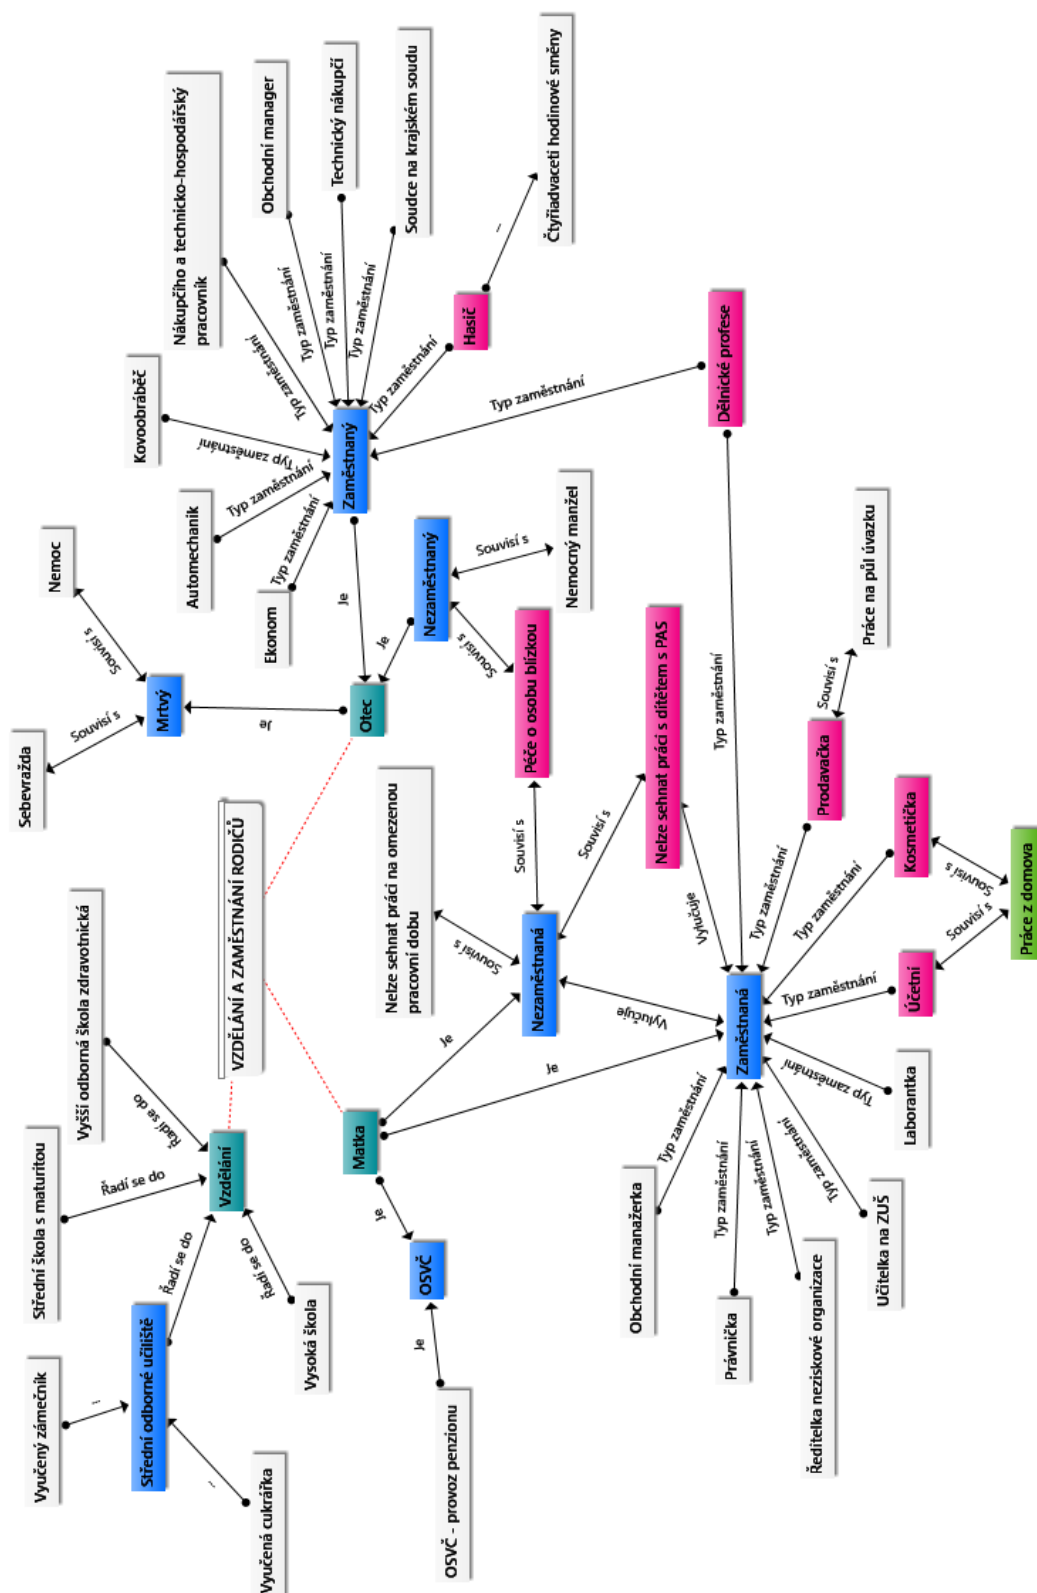 Vyučený zámečník
...
Střední odborné učiliště
...
Vyučená cukrářka
Řadí se do
Střední škola s maturitou
Řadí se do
Vyšší odborná škola zdravotnická
Řadí se do
Vzdělání
Řadí se do
Vysoká škola
VZDĚLÁNÍ A ZAMĚSTNÁNÍ RODIČŮ
Sebevražda
Souvisí s
Nemoc
Souvisí s
Mrtvý
Je
Otec
Je
Je
Zaměstnaný
Ekonom
Typ zaměstnání
Automechanik
Typ zaměstnání
Kovoobráběč
Typ zaměstnání
Nákupčího a technicko-hospodářský
pracovník
Typ zaměstnání
Obchodní manager
Typ zaměstnání
Technický nákupčí
Typ zaměstnání
Soudce na krajském soudu
Typ zaměstnání
Hasič
Typ zaměstnání
...
Čtyřiadvaceti hodinové směny
Dělnické profese
Typ zaměstnání
Typ zaměstnání
Nezaměstnaný
Souvisí s
Nemocný manžel
Souvisí s
Péče o osobu blízkou
Souvisí s
Nelze sehnat práci s dítětem s PAS
Souvisí s
Vylučuje
Nelze sehnat práci na omezenou
pracovní dobu
Souvisí s
Nezaměstnaná
Vylučuje
Matka
Je
Je
Je
OSVČ
Je
OSVČ - provoz penzionu
Zaměstnaná
Obchodní manažerka
Typ zaměstnání
Právnička
Typ zaměstnání
Ředitelka neziskové organizace
Typ zaměstnání
Učitelka na ZUŠ
Typ zaměstnání
Laborantka
Typ zaměstnání
Účetní
Typ zaměstnání
Souvisí s
Kosmetička
Typ zaměstnání
Souvisí s
Práce z domova
Prodavačka
Typ zaměstnání
Souvisí s
Práce na půl úvazku